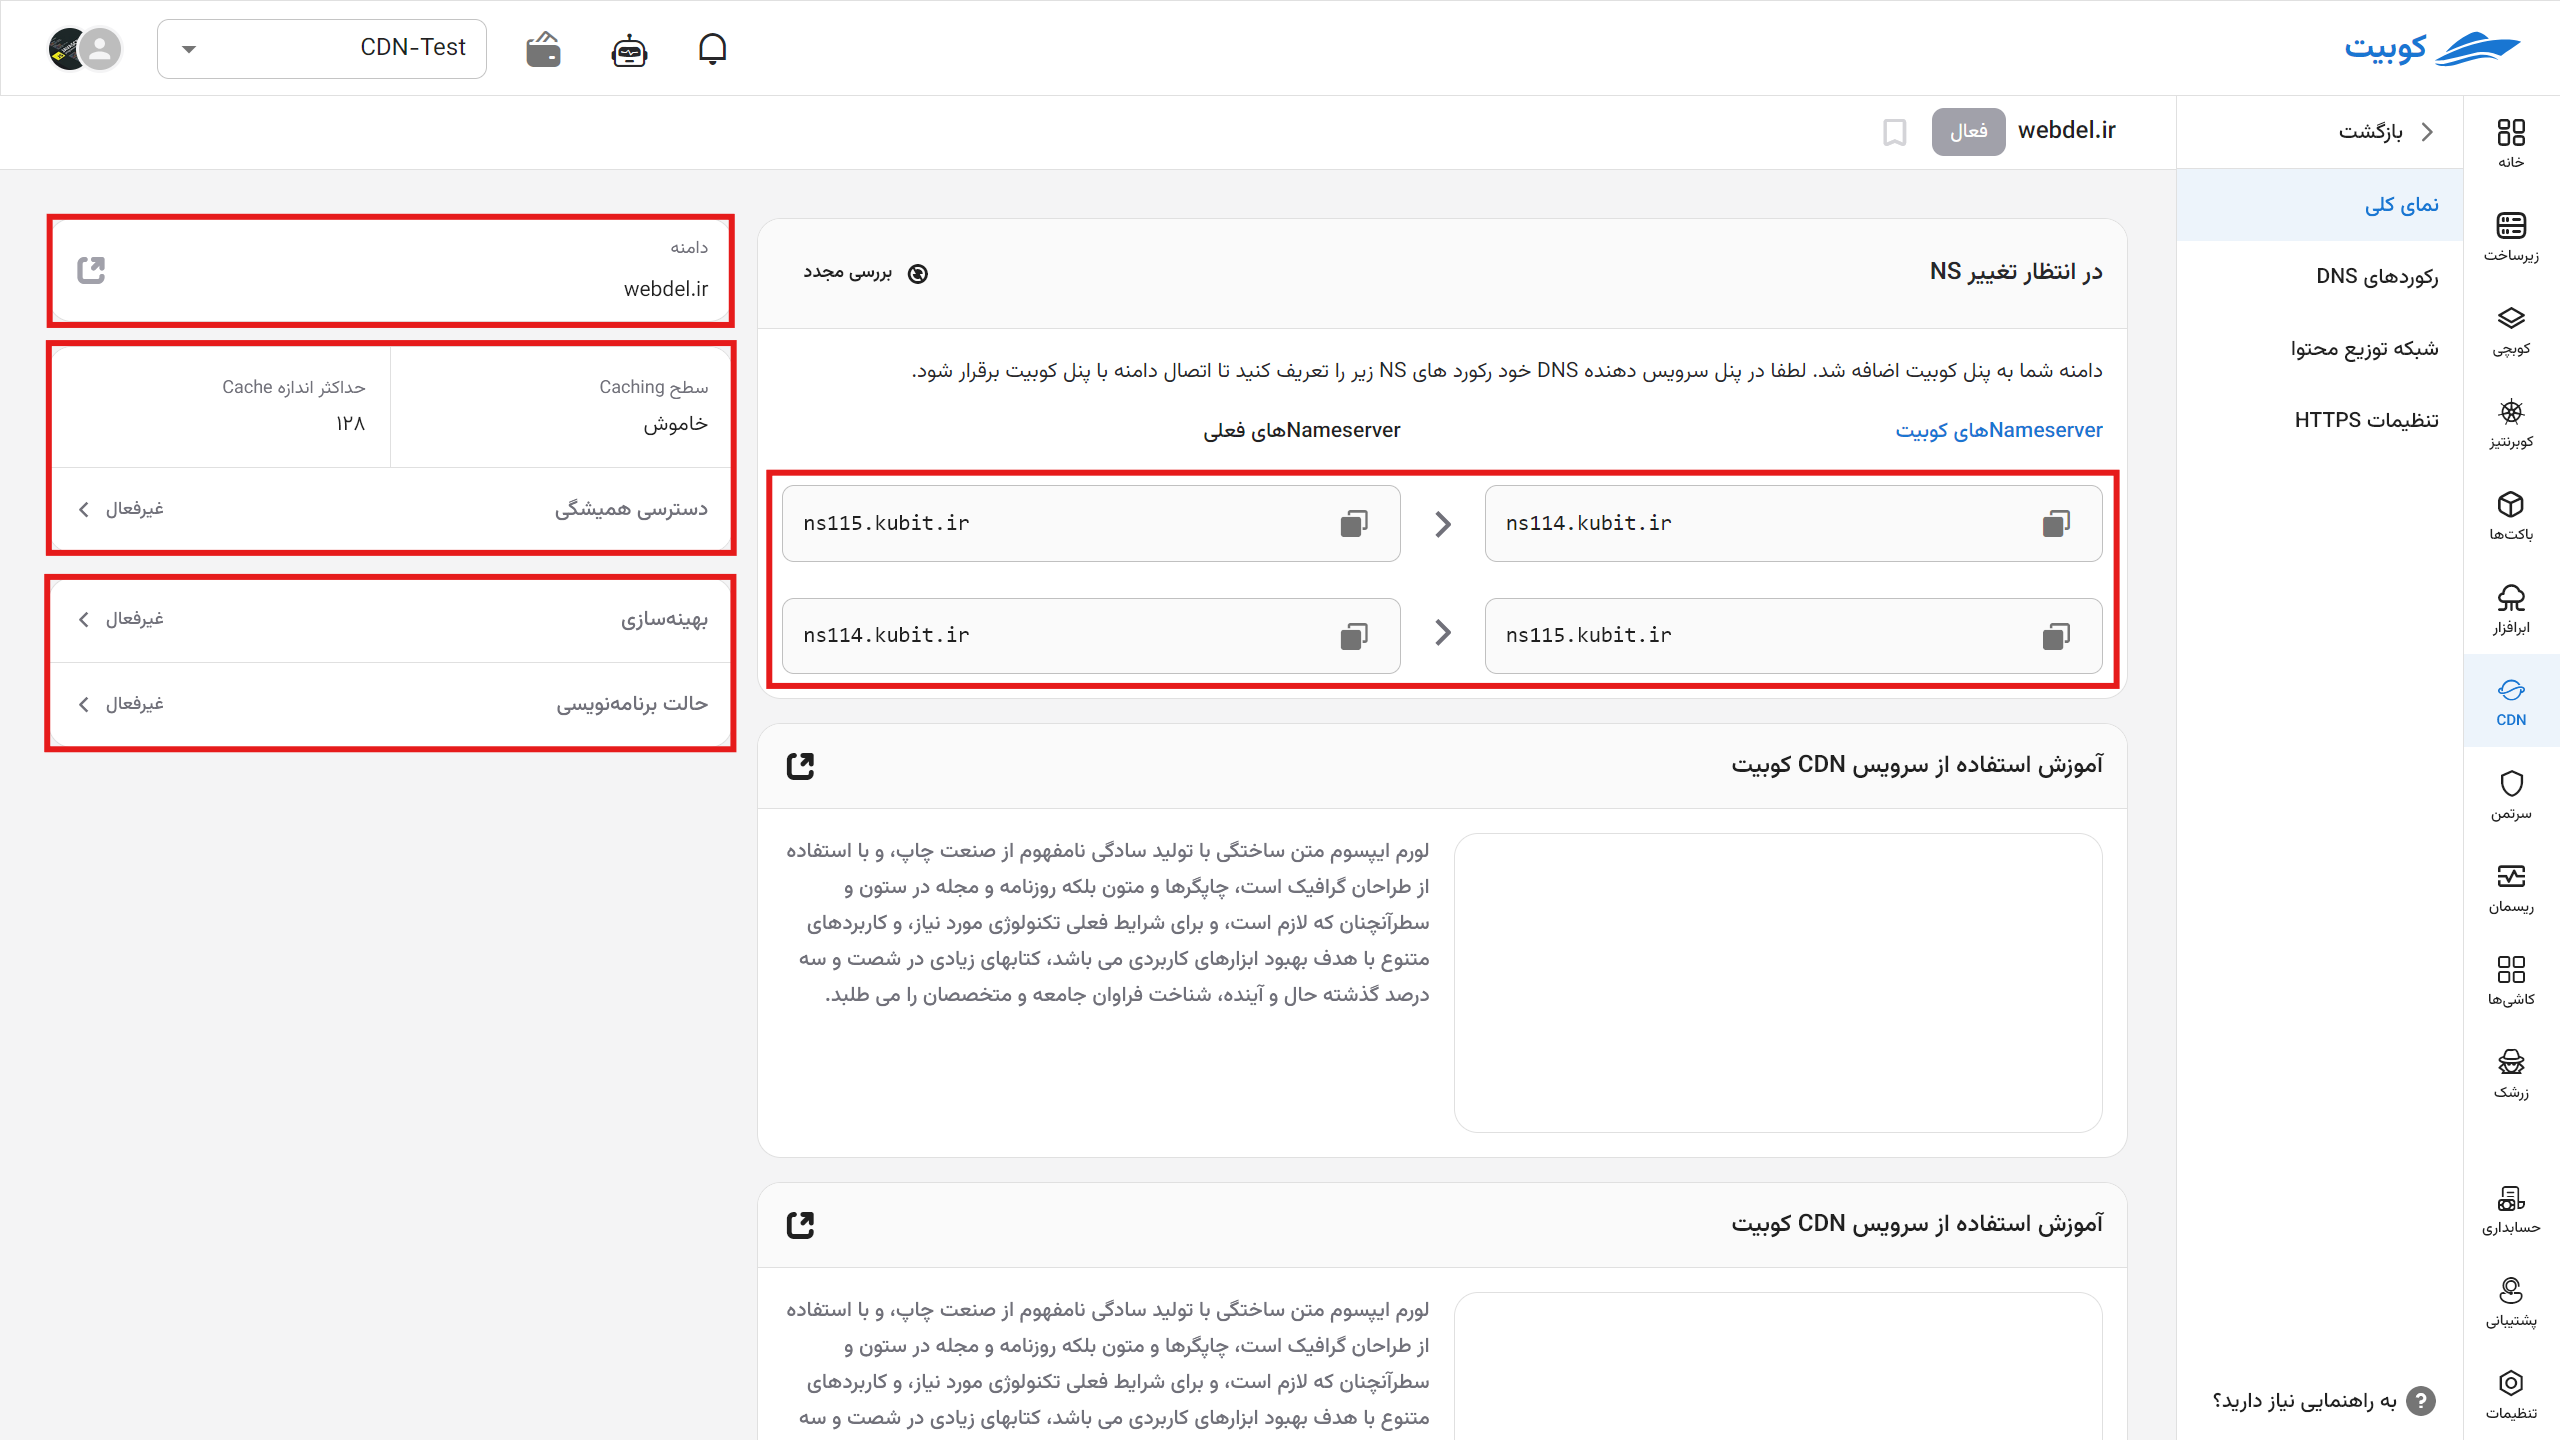 کوبیت
CDN-Test
خانه
زیرساخت
کوبچی
کوبرنتیز
باکت‌ها
ابرافزار
CDN
سرتمن
ریسمان
کاشی‌ها
زرشک
حسابداری
پشتیبانی
تنظیمات
بازگشت
نمای کلی
رکوردهای DNS
شبکه توزیع محتوا
تنظیمات HTTPS
به راهنمایی نیاز دارید؟
webdel.ir فعال
در انتظار تغییر NS
بررسی مجدد
دامنه شما به پنل کوبیت اضافه شد. لطفا در پنل سرویس دهنده DNS خود رکورد های NS زیر را تعریف کنید تا اتصال دامنه با پنل کوبیت برقرار شود.
Nameserverهای کوبیت
Nameserverهای فعلی
ns114.kubit.ir
ns115.kubit.ir
ns115.kubit.ir
ns114.kubit.ir
آموزش استفاده از سرویس CDN کوبیت
لورم ایپسوم متن ساختگی با تولید سادگی نامفهوم از صنعت چاپ، و با استفاده
از طراحان گرافیک است، چاپگرها و متون بلکه روزنامه و مجله در ستون و
سطرآنچنان که لازم است، و برای شرایط فعلی تکنولوژی مورد نیاز، و کاربردهای
متنوع با هدف بهبود ابزارهای کاربردی می باشد، کتابهای زیادی در شصت و سه
درصد گذشته حال و آینده، شناخت فراوان جامعه و متخصصان را می طلبد.
آموزش استفاده از سرویس CDN کوبیت
لورم ایپسوم متن ساختگی با تولید سادگی نامفهوم از صنعت چاپ، و با استفاده
از طراحان گرافیک است، چاپگرها و متون بلکه روزنامه و مجله در ستون و
سطرآنچنان که لازم است، و برای شرایط فعلی تکنولوژی مورد نیاز، و کاربردهای
متنوع با هدف بهبود ابزارهای کاربردی می باشد، کتابهای زیادی در شصت و سه
دامنه
webdel.ir
سطح Caching
خاموش
حداکثر اندازه Cache
۱۲۸
دسترسی همیشگی
غیرفعال
بهینه‌سازی
غیرفعال
حالت برنامه‌نویسی
غیرفعال